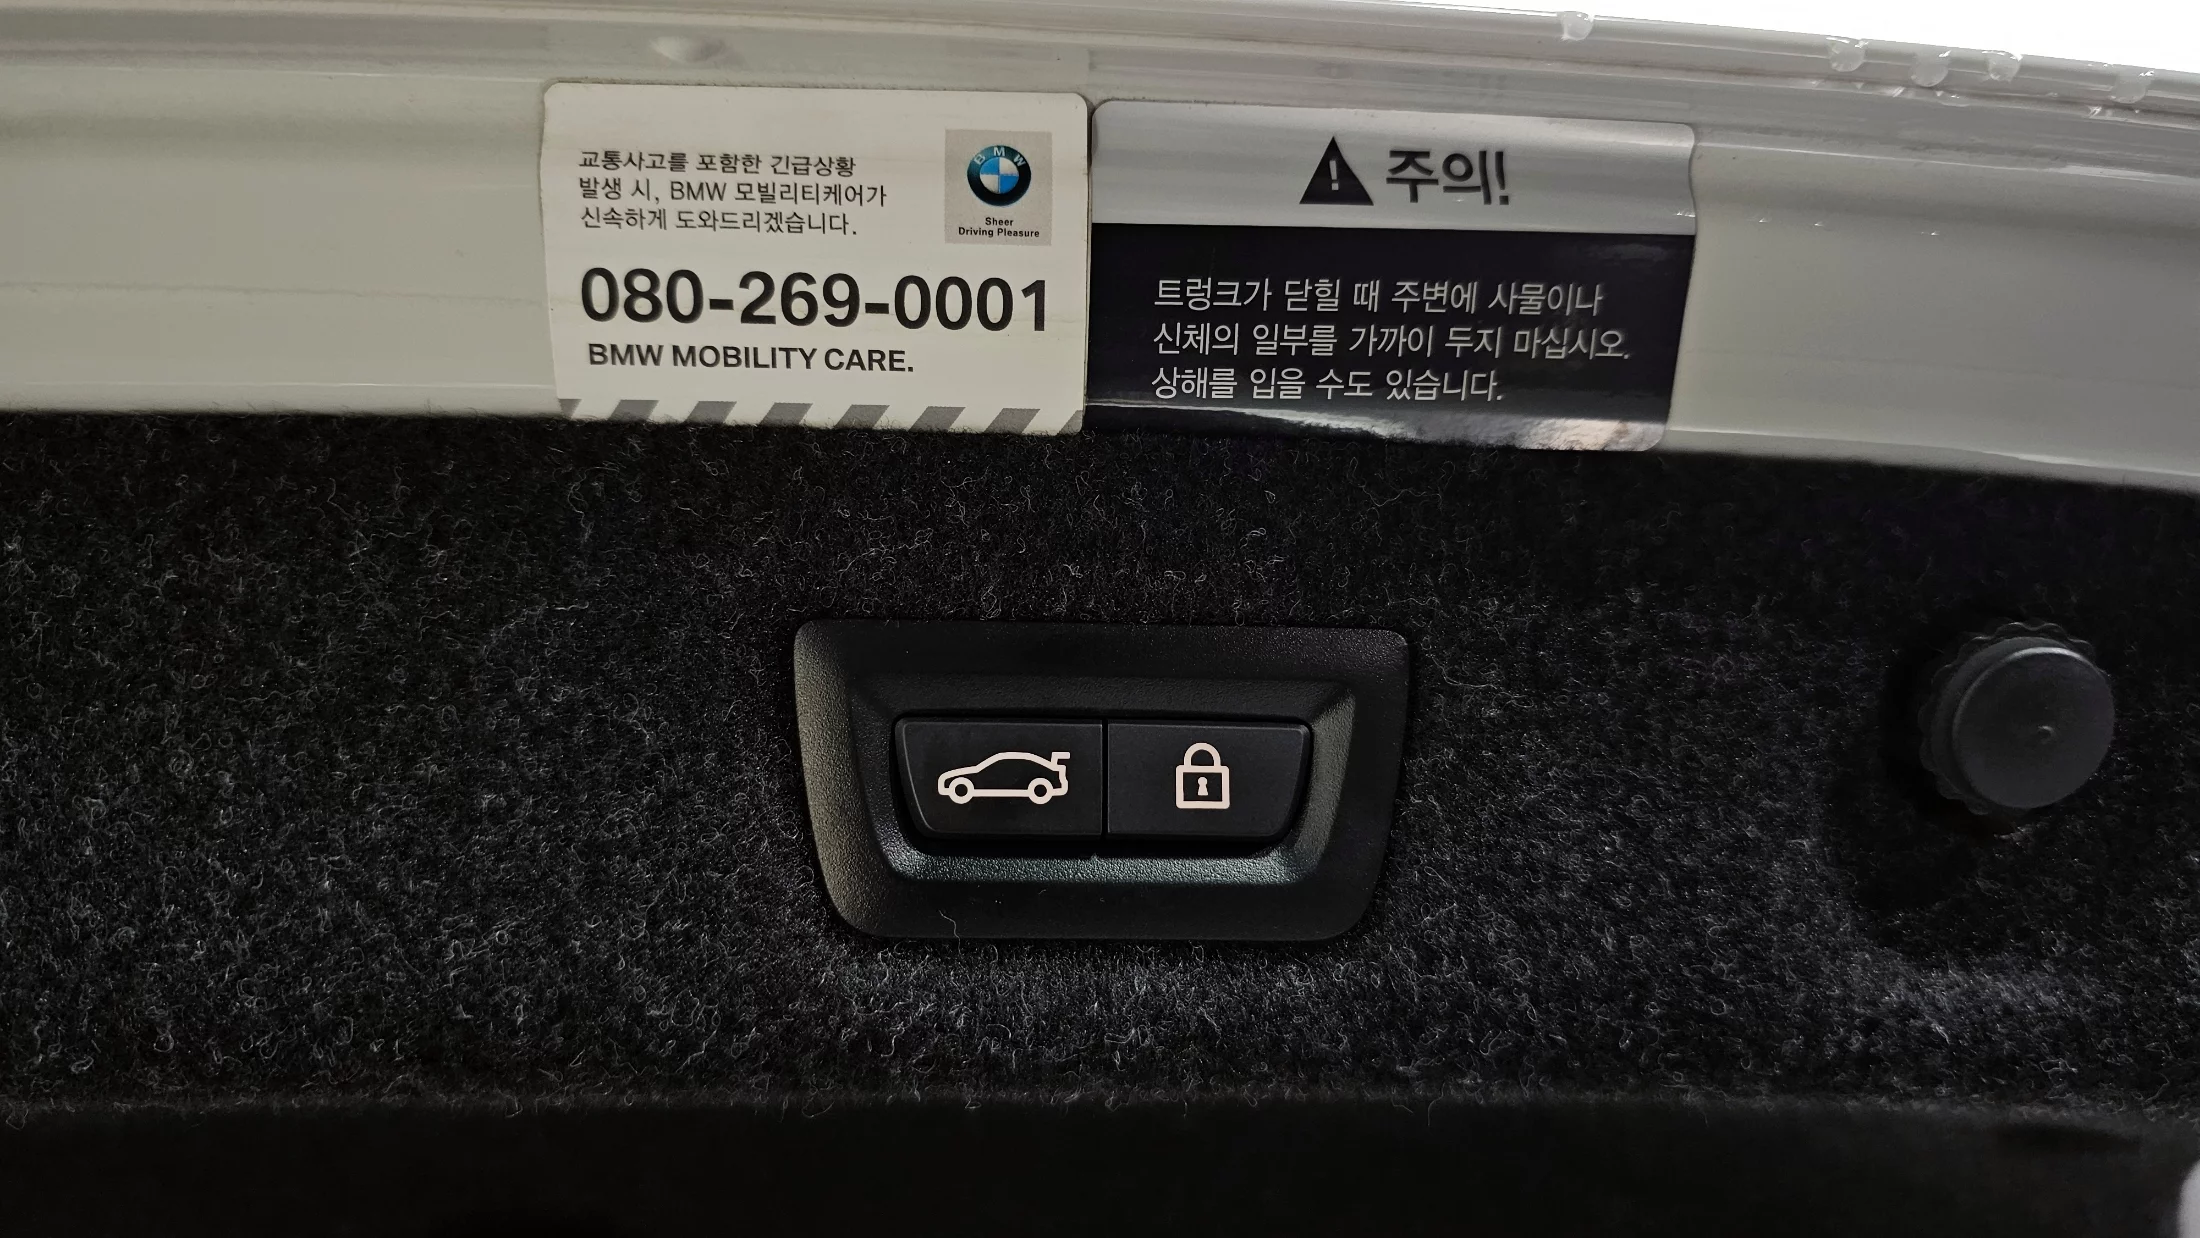 교통사고를 포함한 긴급상황
발생 시, BMW 모빌리티케어가
신속하게 도와드리겠습니다.
BMW
Sheer
Driving Pleasure
080-269-0001
BMW MOBILITY CARE.
주의!
트렁크가 닫힐 때 주변에 사물이나
신체의 일부를 가까이 두지 마십시오.
상해를 입을 수도 있습니다.